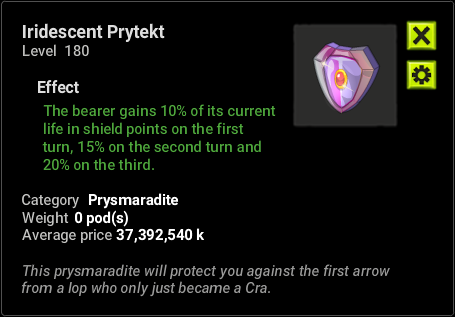 Iridescent Prytekt
Level 180
Effect
The bearer gains 10% of its current
life in shield points on the first
turn, 15% on the second turn and
20% on the third.
Category Prysmaradite
Weight 0 pod(s)
Average price 37,392,540 k
This prysmaradite will protect you against the first arrow
from a Iop who only just became a Cra.